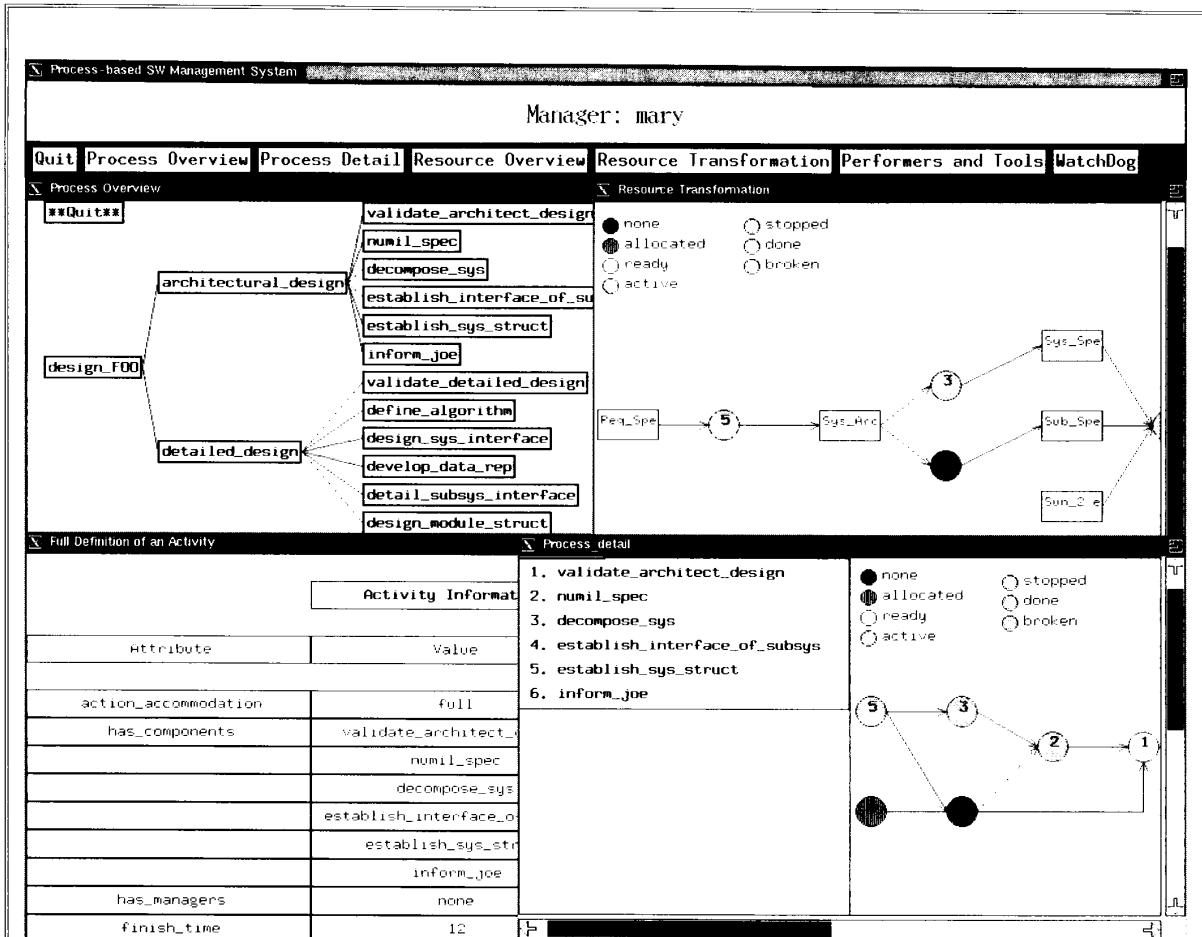 Process-based SW Management System
Manager: mary
Quit Process Overview Process Detail Resource Overview Resource Transformation Performers and Tools WatchDog
Process Overview
**Quit**
validate_architect_design
numil_spec
decompose_sys
architectural_design
establish_interface_of_su
establish_sys_struct
inform_joe
design_FOO
validate_detailed_design
define_algorithm
design_sys_interface
detailed_design
develop_data_rep
detail_subsys_interface
design_module_struct
Resource Transformation
none
allocated
ready
active
stopped
done
broken
Sys_Spe
3
Req_Spe
5
Sys_Arc
Sub_Spe
Full Definition of an Activity
Activity Informat
Attribute Value
action_accommodation full
has_components validate_architect_
numil_spec
decompose_sys
establish_interface_o
establish_sys_str
inform_joe
has_managers none
finish_time 12
Process_detail
1. validate_architect_design
2. numil_spec
3. decompose_sys
4. establish_interface_of_subsys
5. establish_sys_struct
6. inform_joe
none
allocated
ready
active
stopped
done
broken
5
3
2
1